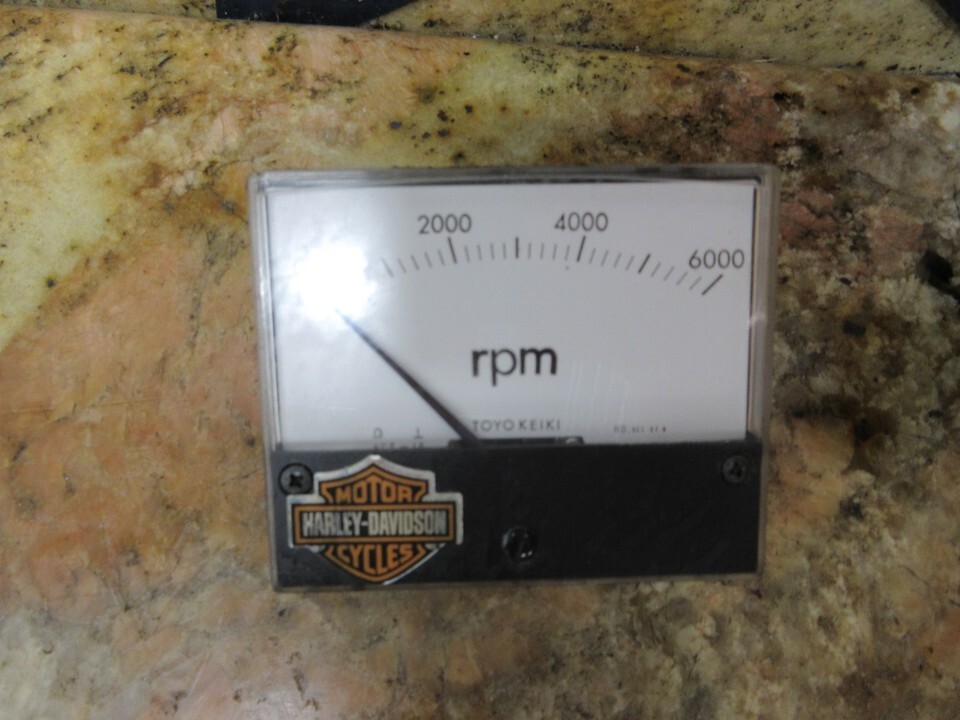 2000
4000
6000
rpm
TOYO KEIKI
MOTOR
HARLEY-DAVIDSON
CYCLES